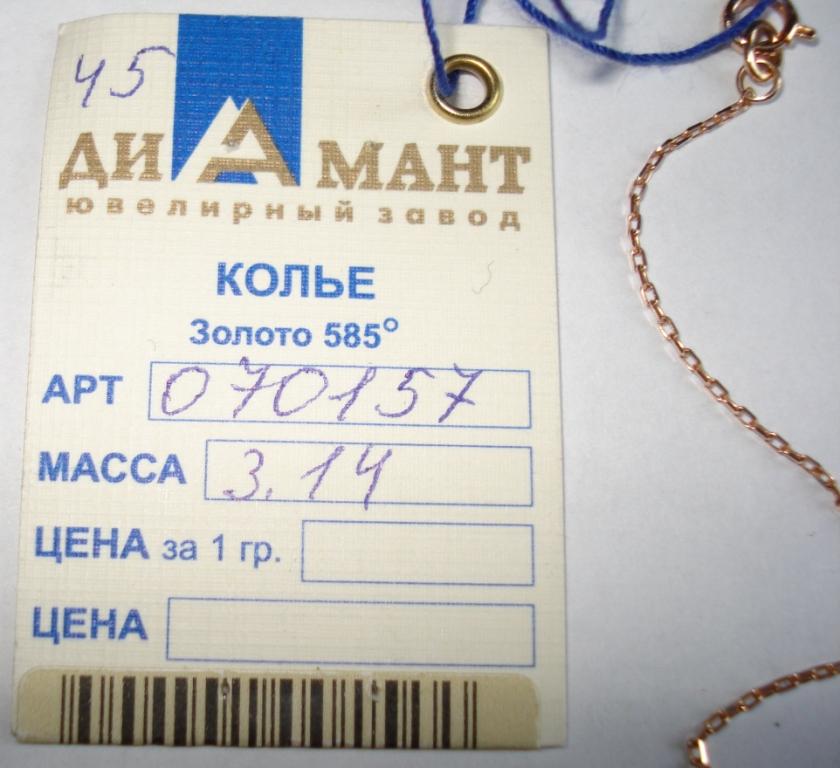 45
ДИАМАНТ
ювелирный завод
КОЛЬЕ
Золото 585°
АРТ 070157
МАССА 3.14
ЦЕНА за 1 гр.
ЦЕНА